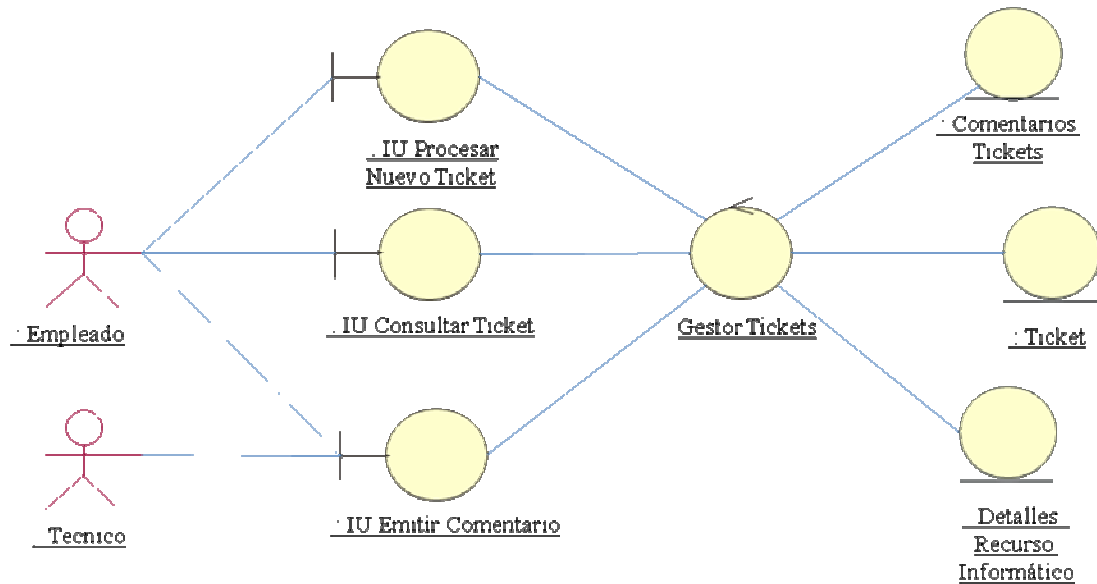 : IU Procesar
Nuevo Ticket
: Comentarios
Tickets
: Empleado
: IU Consultar Ticket
Gestor Tickets
: Ticket
: Tecnico
: IU Emitir Comentario
Detalles
Recurso
Informático